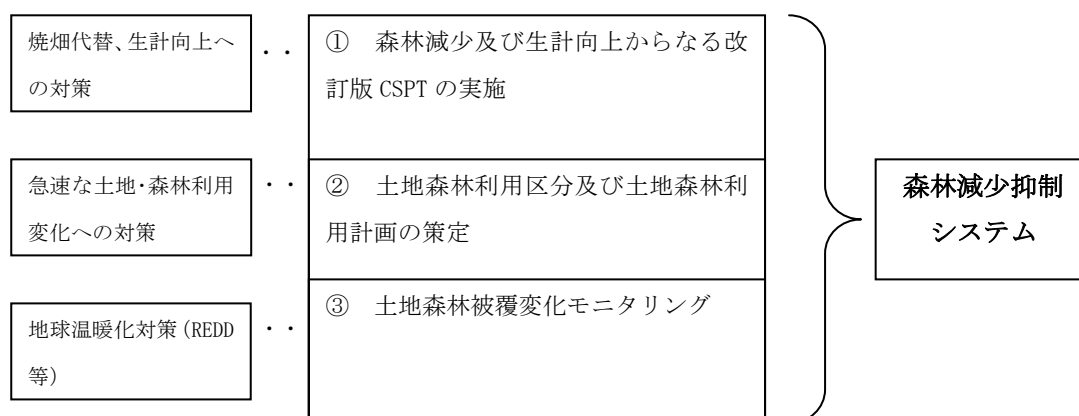 焼畑代替、生計向上へ
の対策
・・
① 森林減少及び生計向上からなる改
訂版 CSPT の実施
急速な土地・森林利用
変化への対策
・・
② 土地森林利用区分及び土地森林利
用計画の策定
地球温暖化対策(REDD
等)
・・
③ 土地森林被覆変化モニタリング
森林減少抑制
システム